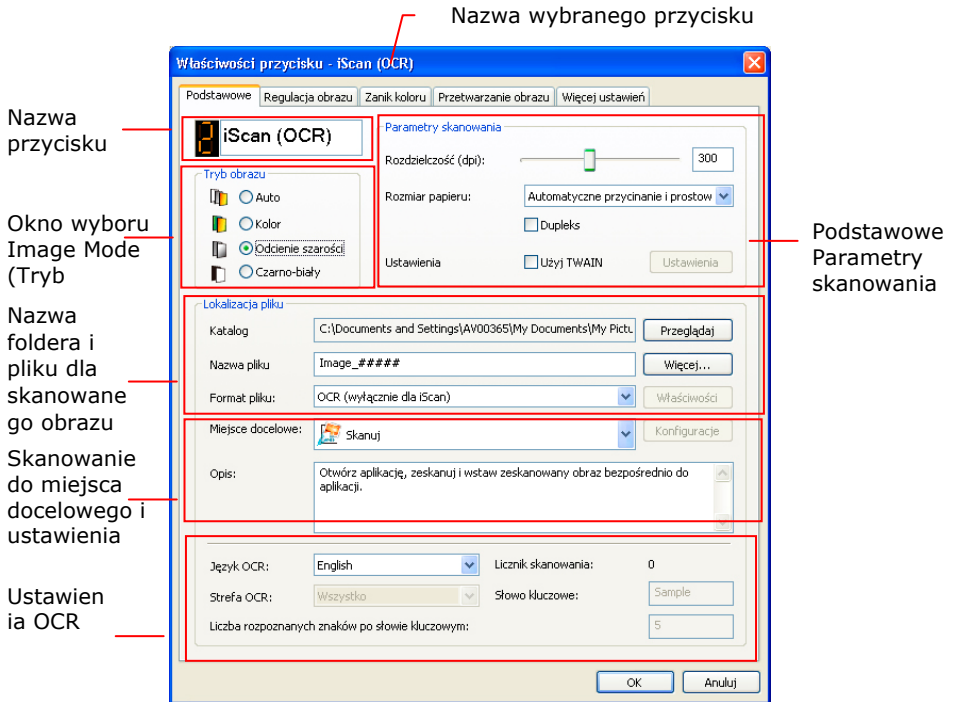 Nazwa wybranego przycisku
Właściwości przycisku - iScan (OCR)
Podstawowe
Regulacja obrazu
Zanik koloru
Przetwarzanie obrazu
Więcej ustawień
Nazwa
przycisku
2
iScan (OCR)
Tryb obrazu
Auto
Kolor
Odcienie szarości
Czarno-biały
Okno wyboru
Image Mode
(Tryb
Parametry skanowania
Rozdzielczość (dpi):
300
Rozmiar papieru:
Automatyczne przycinanie i prostow
Dupleks
Ustawienia
Użyj TWAIN
Ustawienia
Podstawowe
Parametry
skanowania
Nazwa
foldera i
pliku dla
skanowane
go obrazu
Lokalizacja pliku
Katalog
C:\Documents and Settings\AV00365\My Documents\My Pictu
Przeglądaj
Nazwa pliku
Image_#####
Więcej...
Format pliku:
OCR (wyłącznie dla iScan)
Właściwości
Skanowanie
do miejsca
docelowego i
ustawienia
Miejsce docelowe:
Skanuj
Konfiguracje
Opis:
Otwórz aplikację, zeskanuj i wstaw zeskanowany obraz bezpośrednio do
aplikacji.
Ustawien
ia OCR
Język OCR:
English
Licznik skanowania:
0
Strefa OCR:
Wszystko
Słowo kluczowe:
Sample
Liczba rozpoznanych znaków po słowie kluczowym:
5
OK
Anuluj